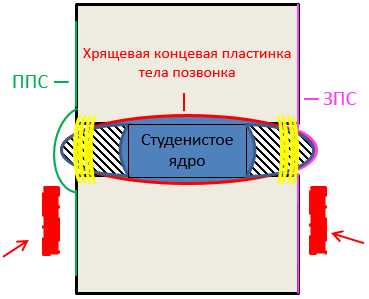 Хрящевая концевая пластинка
тела позвонка
ППС
ЗПС
Студенистое
ядро